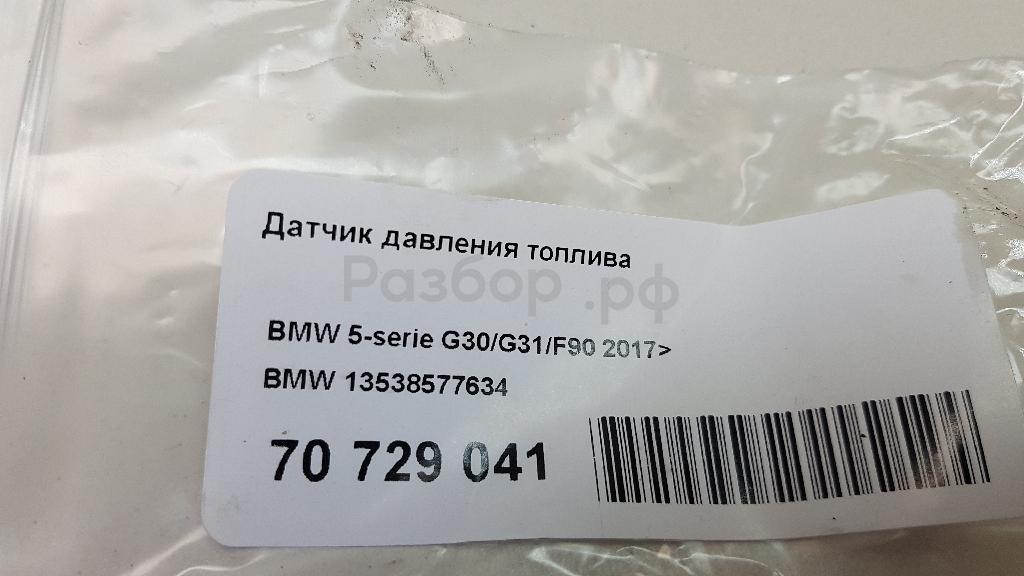 Датчик давления топлива
Разбор.рф
BMW 5-serie G30/G31/F90 2017>
BMW 13538577634
70 729 041